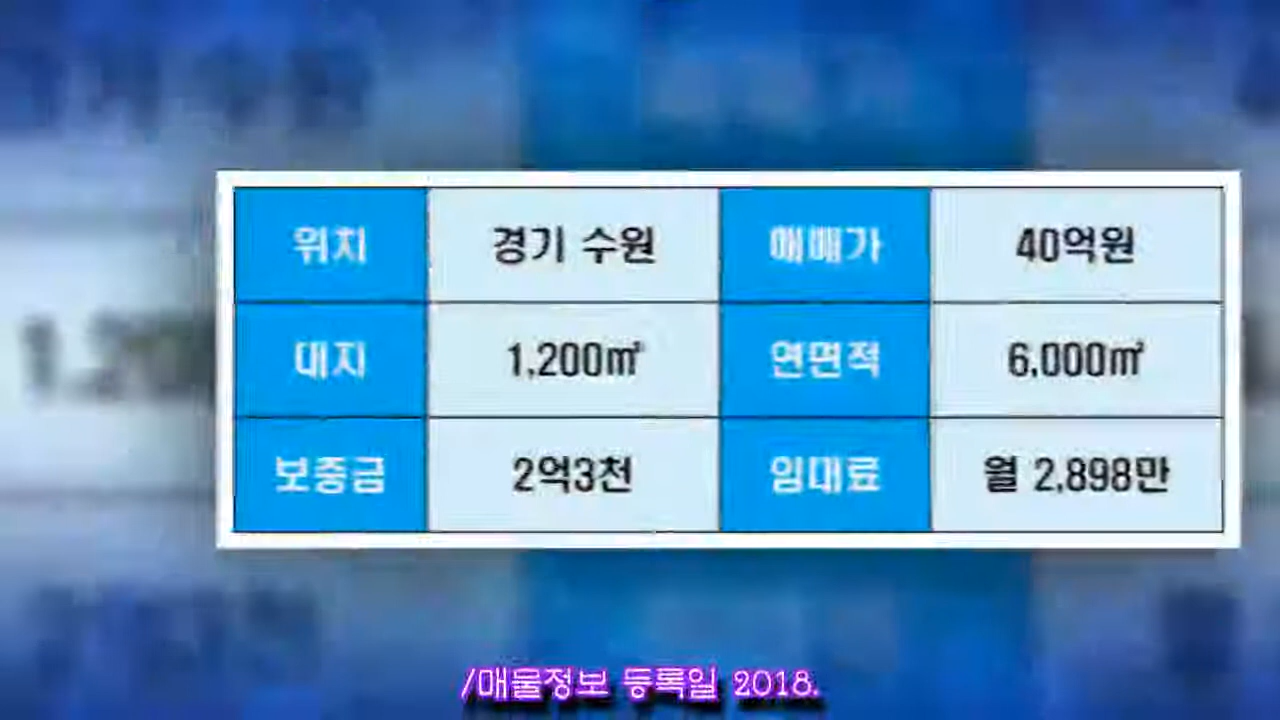 위치 경기 수원 매매가 40억원
대지 1,200㎡ 연면적 6,000㎡
보증금 2억3천 임대료 월 2,898만
/매물정보 등록일 2018.